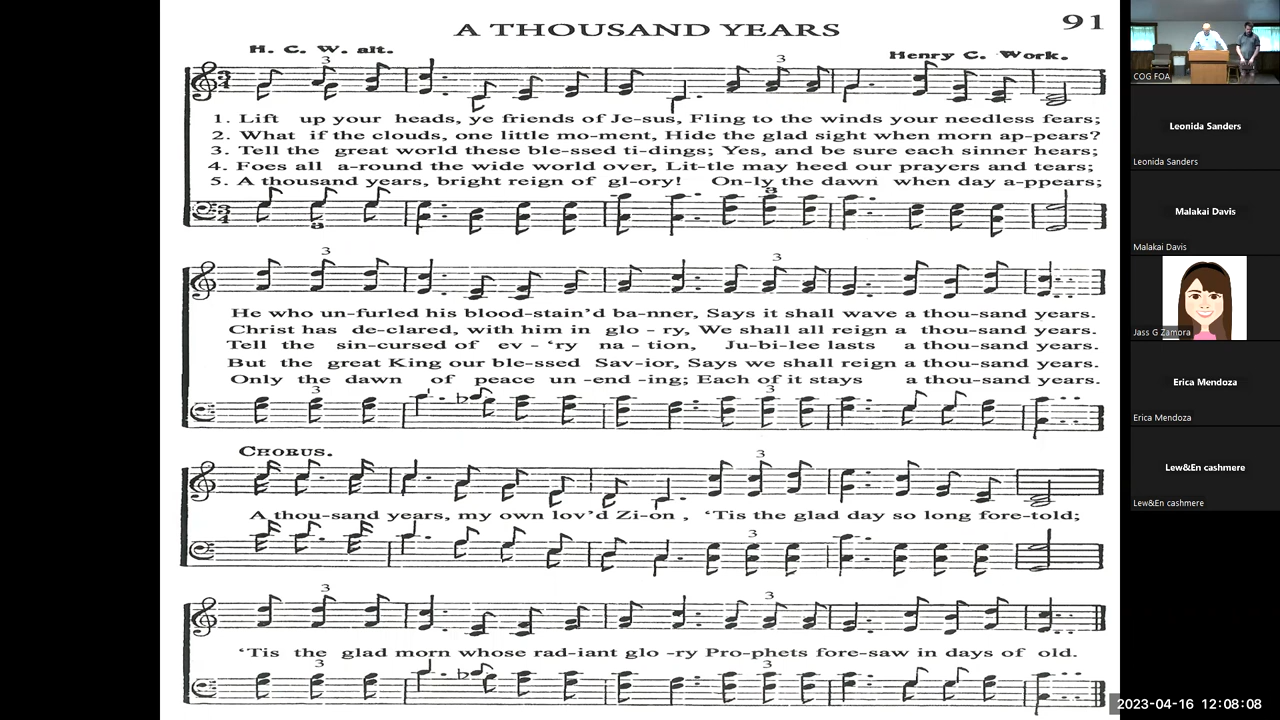 A THOUSAND YEARS
91
H. C. W. alt.
Henry C. Work.
1. Lift up your heads, ye friends of Je-sus, Fling to the winds your needless fears;
2. What if the clouds, one little mo-ment, Hide the glad sight when morn ap-pears?
3. Tell the great world these ble-ssed ti-dings; Yes, and be sure each sinner hears;
4. Foes all a-round the wide world over, Lit-tle may heed our prayers and tears;
5. A thousand years, bright reign of gl-ory! On-ly the dawn when day a-ppears;
He who un-furled his blood-stain'd ba-nner, Says it shall wave a thou-sand years.
Christ has de-clared, with him in glo - ry, We shall all reign a thou-sand years.
Tell the sin-cursed of ev - 'ry na - tion, Ju-bi-lee lasts a thou-sand years.
But the great King our ble-ssed Sav-ior, Says we shall reign a thou-sand years.
Only the dawn of peace un -end -ing; Each of it stays a thou-sand years.
CHORUS.
A thou-sand years, my own lov'd Zi-on , 'Tis the glad day so long fore-told;
'Tis the glad morn whose rad-iant glo -ry Pro-phets fore-saw in days of old.
COG FOA
Leonida Sanders
Leonida Sanders
Malakai Davis
Malakai Davis
Jass G Zamora
Erica Mendoza
Erica Mendoza
Lew&En cashmere
Lew&En cashmere
2023-04-16 12:08:08